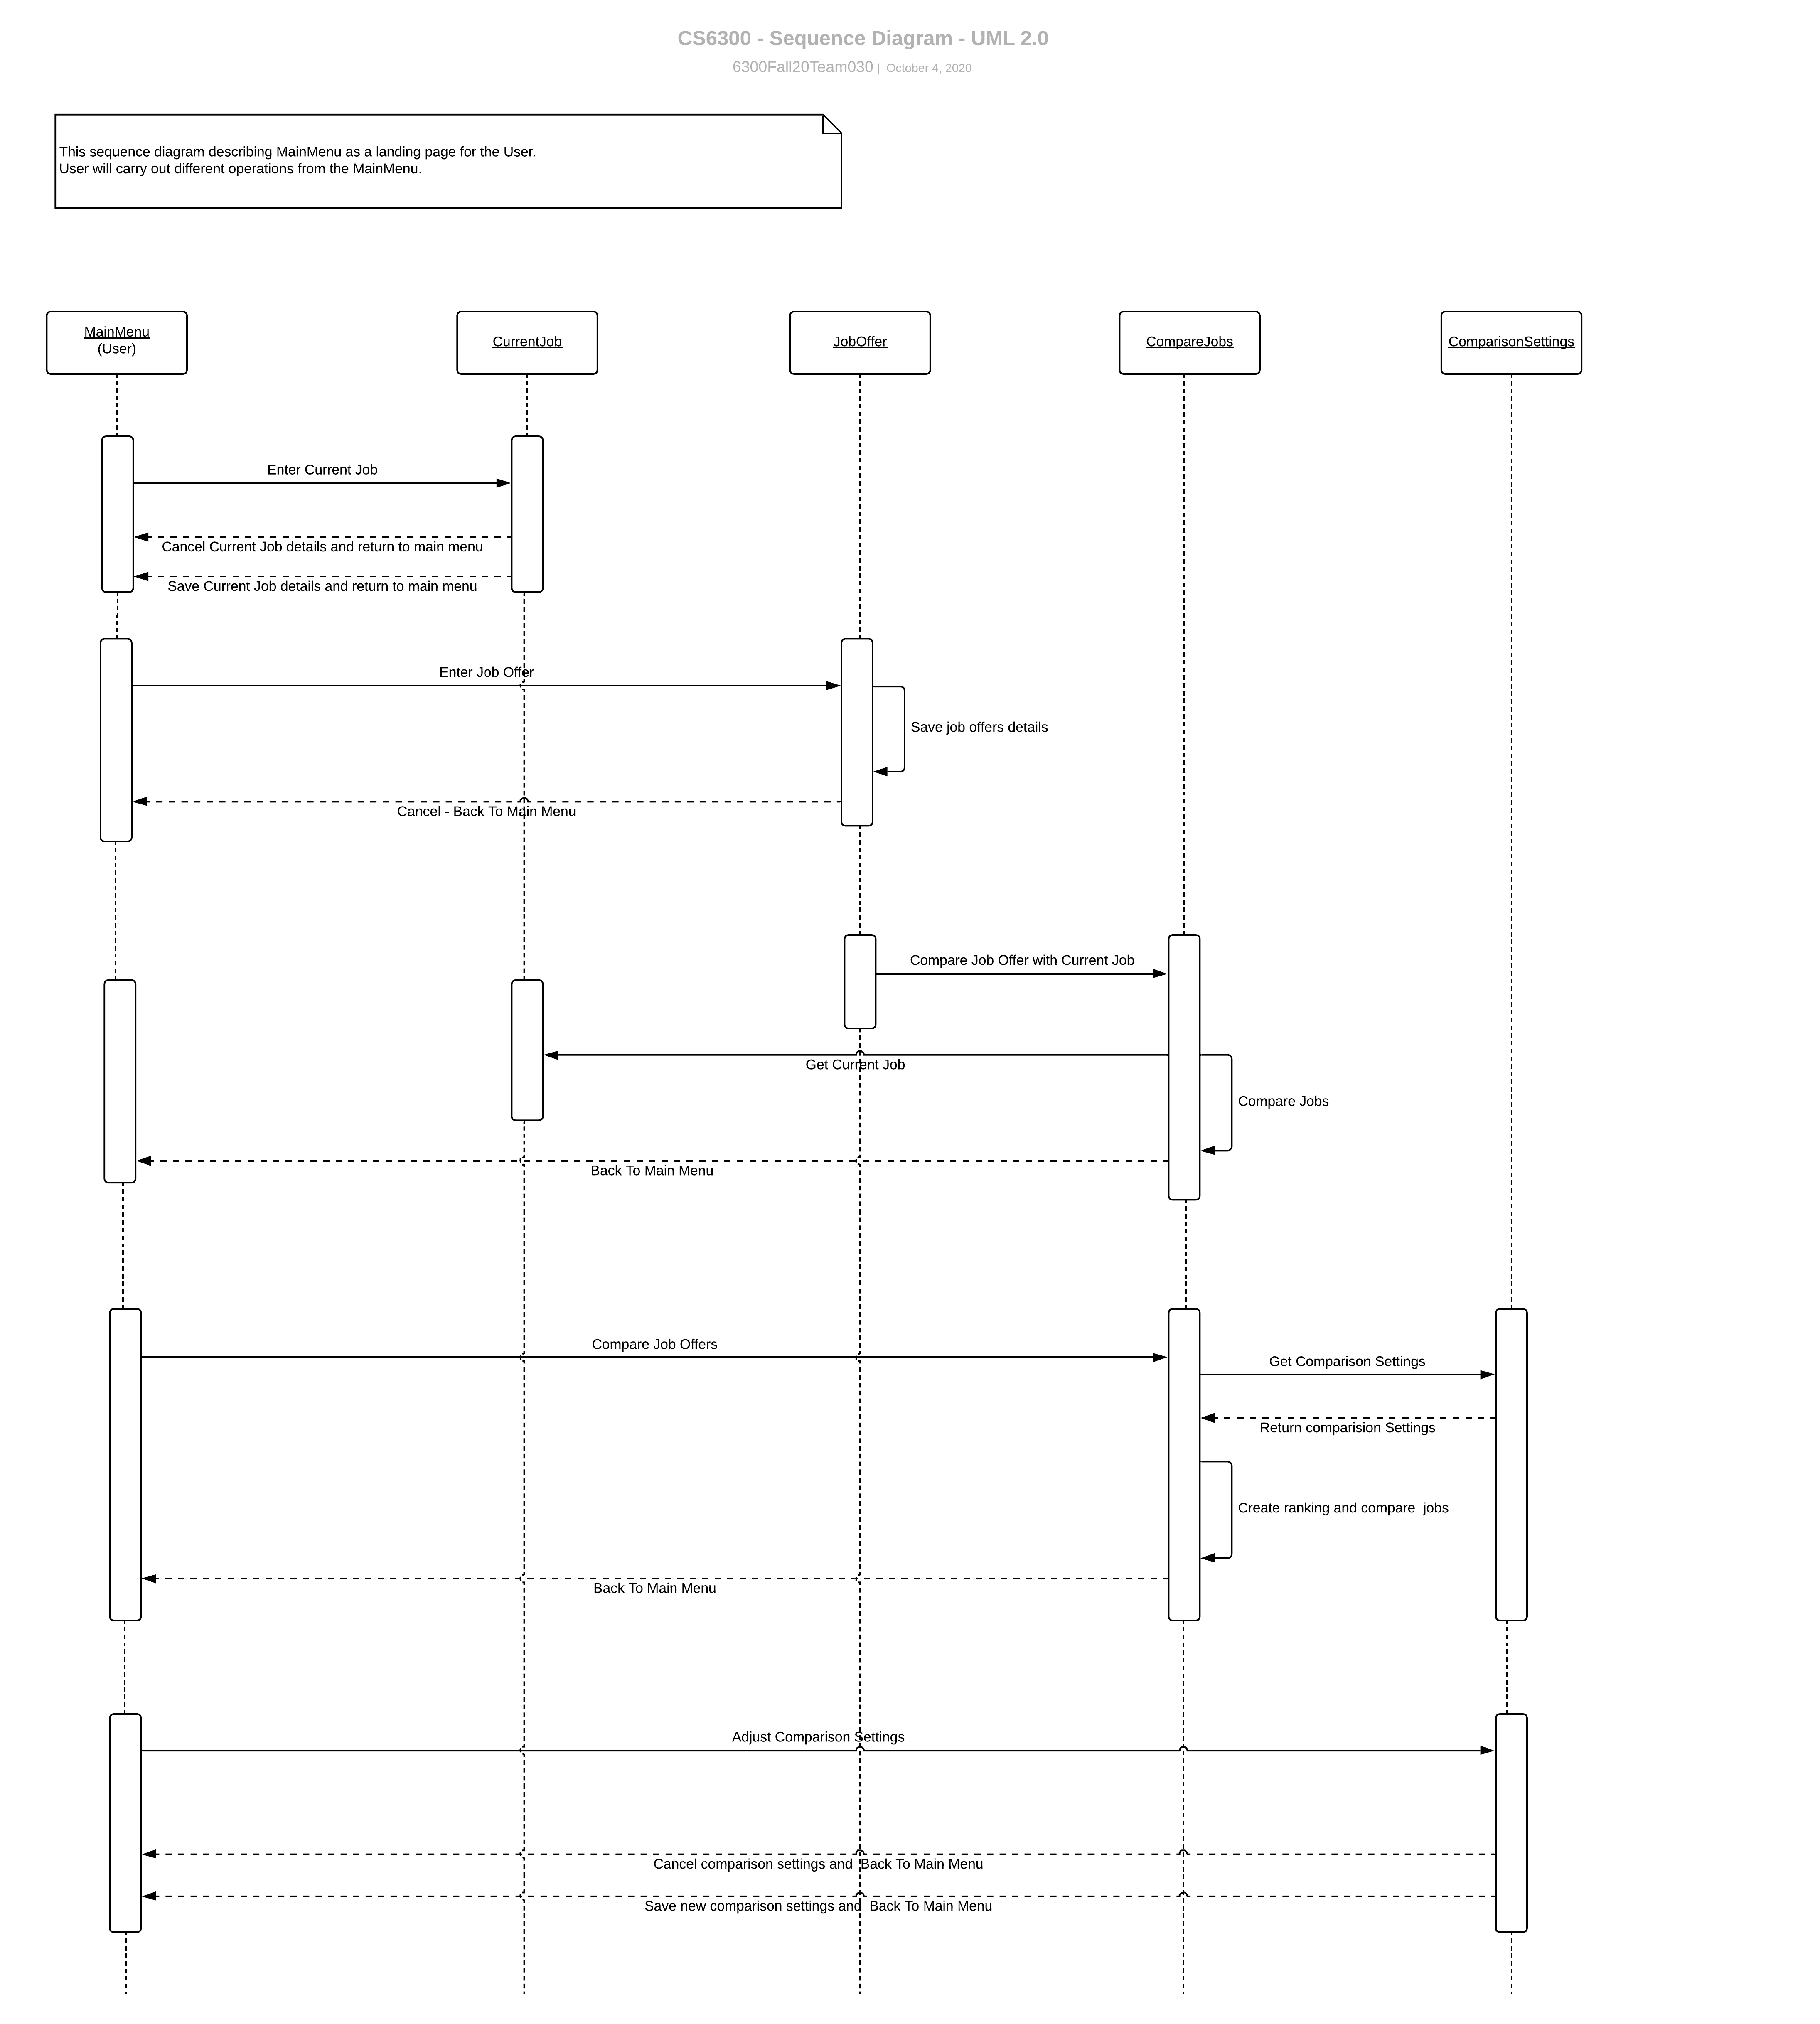 CS6300 - Sequence Diagram - UML 2.0
6300Fall20Team030 | October 4, 2020
This sequence diagram describing MainMenu as a landing page for the User.
User will carry out different operations from the MainMenu.
MainMenu
(User)
CurrentJob
JobOffer
CompareJobs
ComparisonSettings
Enter Current Job
Cancel Current Job details and return to main menu
Save Current Job details and return to main menu
Enter Job Offer
Save job offers details
Cancel - Back To Main Menu
Compare Job Offer with Current Job
Get Current Job
Compare Jobs
Back To Main Menu
Compare Job Offers
Get Comparison Settings
Return comparision Settings
Create ranking and compare  jobs
Back To Main Menu
Adjust Comparison Settings
Cancel comparison settings and  Back To Main Menu
Save new comparison settings and  Back To Main Menu